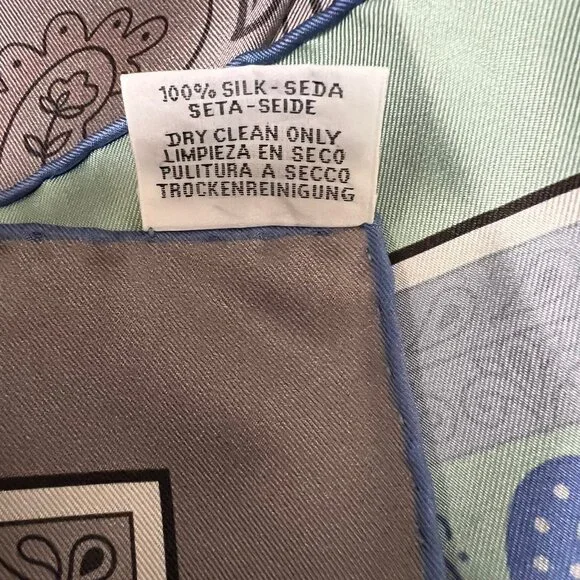 100% SILK-SEDA
SETA-SEIDE
DRY CLEAN ONLY
LIMPIEZA EN SECO
PULITURA A SECCO
TROCKENREINIGUNG